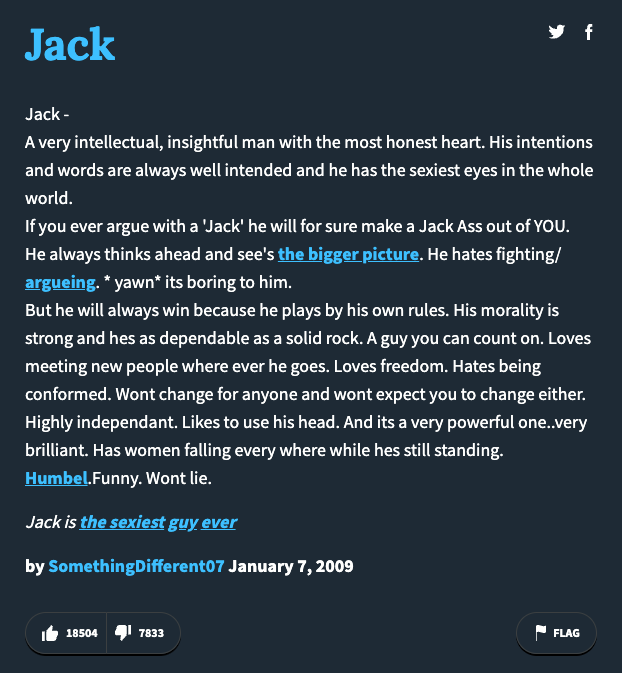 Jack
Jack -
A very intellectual, insightful man with the most honest heart. His intentions
and words are always well intended and he has the sexiest eyes in the whole
world.
If you ever argue with a 'Jack' he will for sure make a Jack Ass out of YOU.
He always thinks ahead and see's the bigger picture. He hates fighting/
argueing. * yawn* its boring to him.
But he will always win because he plays by his own rules. His morality is
strong and hes as dependable as a solid rock. A guy you can count on. Loves
meeting new people where ever he goes. Loves freedom. Hates being
conformed. Wont change for anyone and wont expect you to change either.
Highly independant. Likes to use his head. And its a very powerful one..very
brilliant. Has women falling every where while hes still standing.
Humbel.Funny. Wont lie.
Jack is the sexiest guy ever
by SomethingDifferent07 January 7, 2009
18504 7833 FLAG